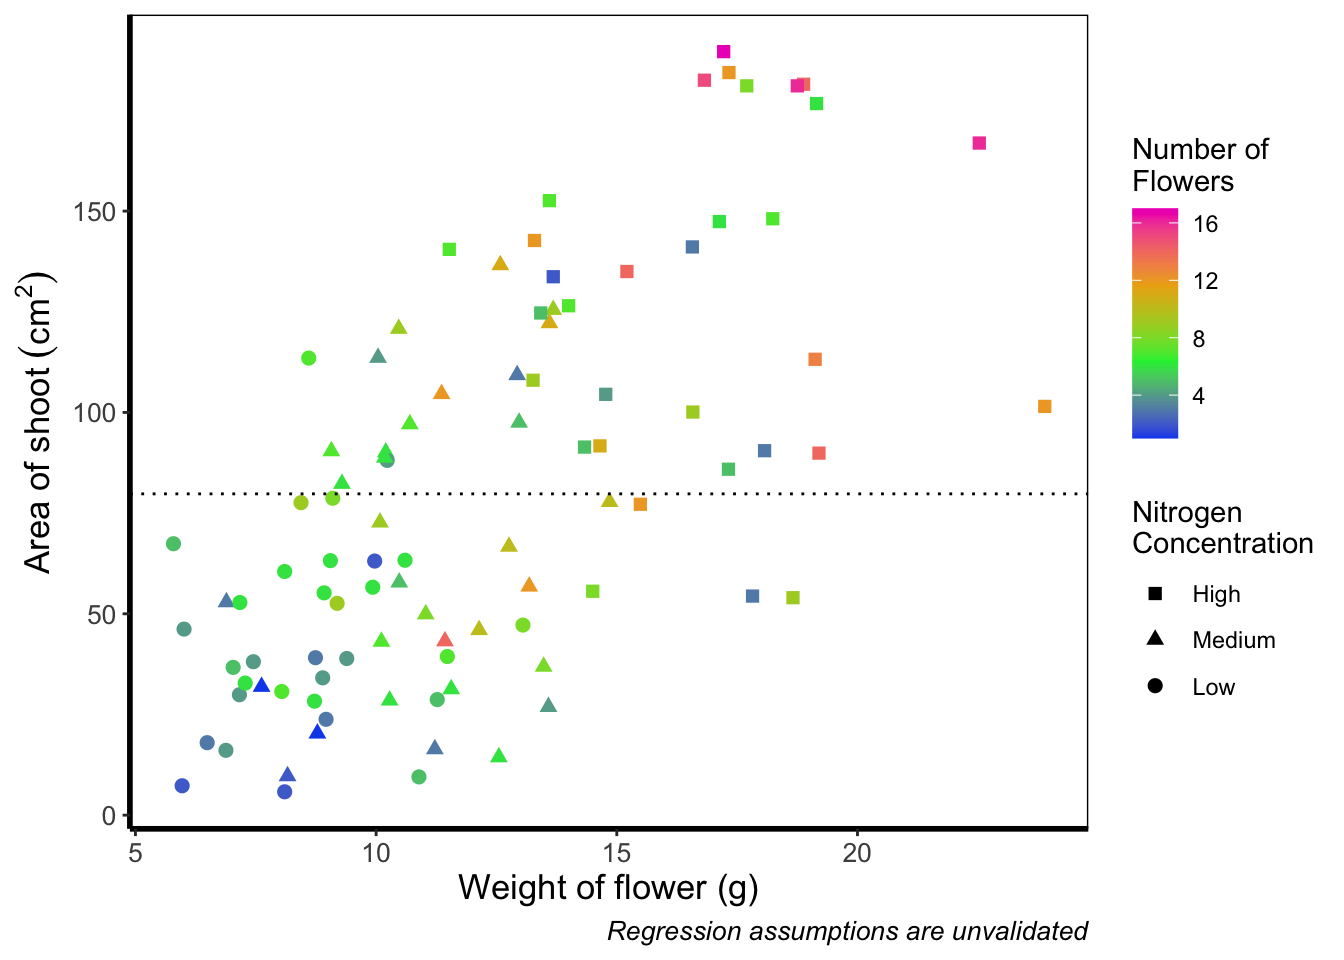 Area of shoot (cm²)
150
100
50
0
5 10 15 20
Weight of flower (g)
Regression assumptions are unvalidated
Number of
Flowers
16
12
8
4
Nitrogen
Concentration
High
Medium
Low